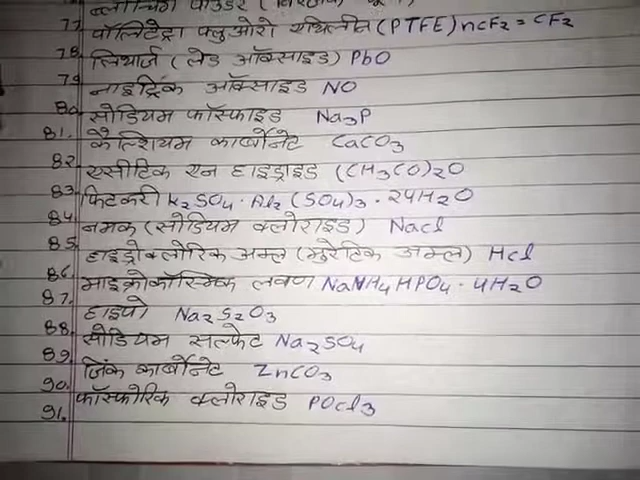 ब्लीचिंग पाउडर
77. पॉलिटेट्रा फ्लुओरो एथिलीन (PTFE) nCF2 = CF2
78. लिथार्ज (लेड ऑक्साइड) PbO
79. नाइट्रिक ऑक्साइड NO
80. सोडियम फॉस्फाइड Na3P
81. कैल्शियम कार्बोनेट CaCO3
82. एसीटिक एन हाइड्राइड (CH3CO)2O
83. फिटकरी K2SO4·Al2(SO4)3·24H2O
84. नमक (सोडियम क्लोराइड) NaCl
85. हाइड्रोक्लोरिक अम्ल (मुरेटिक अम्ल) HCl
86. माइक्रोकॉस्मिक लवण NaNH4HPO4·4H2O
87. हाइपो Na2S2O3
88. सोडियम सल्फेट Na2SO4
89. जिंक कार्बोनेट ZnCO3
90. फॉस्फोरिक क्लोराइड POCl3
91.